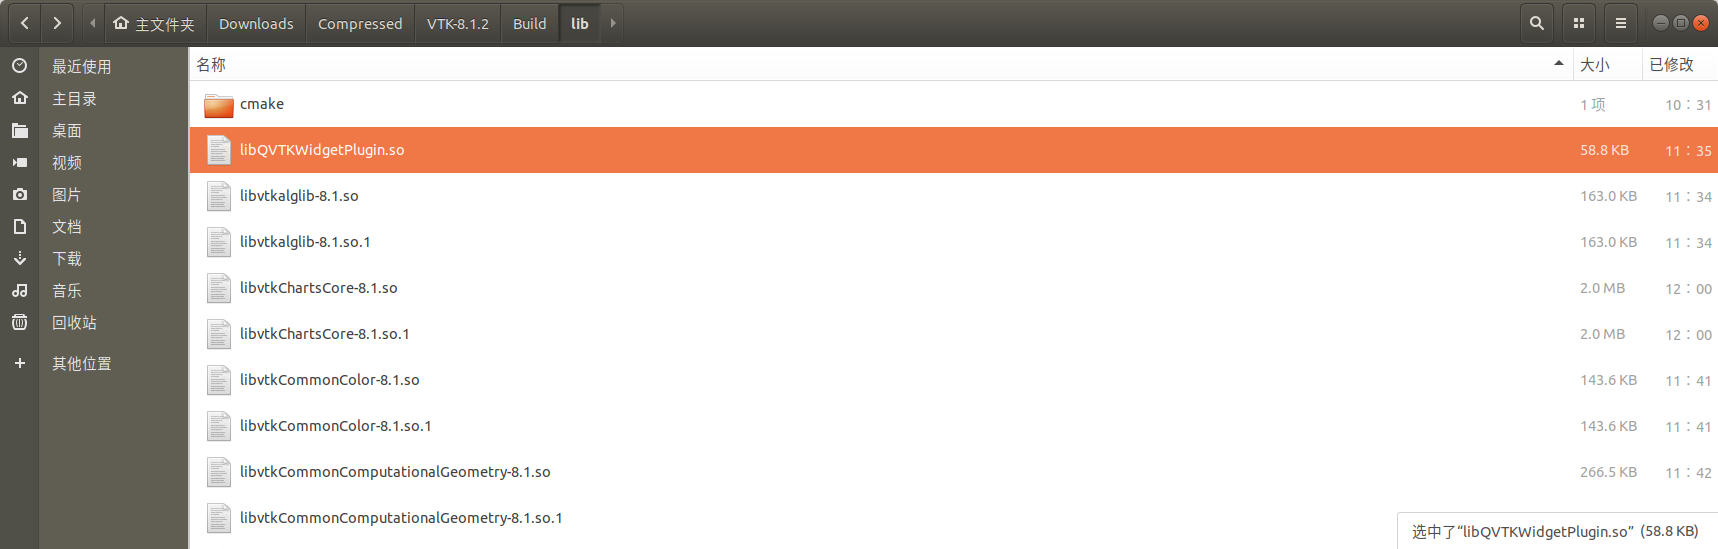 主文件夹 Downloads Compressed VTK-8.1.2 Build lib
最近使用
主目录
桌面
视频
图片
文档
下载
音乐
回收站
其他位置
名称 大小 已修改
cmake 1 项 10：31
libQVTKWidgetPlugin.so 58.8 KB 11：35
libvtkalglib-8.1.so 163.0 KB 11：34
libvtkalglib-8.1.so.1 163.0 KB 11：34
libvtkChartsCore-8.1.so 2.0 MB 12：00
libvtkChartsCore-8.1.so.1 2.0 MB 12：00
libvtkCommonColor-8.1.so 143.6 KB 11：41
libvtkCommonColor-8.1.so.1 143.6 KB 11：41
libvtkCommonComputationalGeometry-8.1.so 266.5 KB 11：42
libvtkCommonComputationalGeometry-8.1.so.1
选中了“libQVTKWidgetPlugin.so” (58.8 KB)